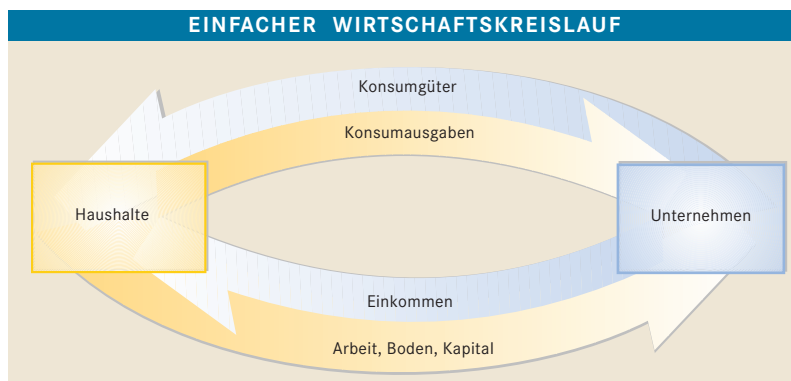 EINFACHER WIRTSCHAFTSKREISLAUF
Konsumgüter
Konsumausgaben
Haushalte
Unternehmen
Einkommen
Arbeit, Boden, Kapital